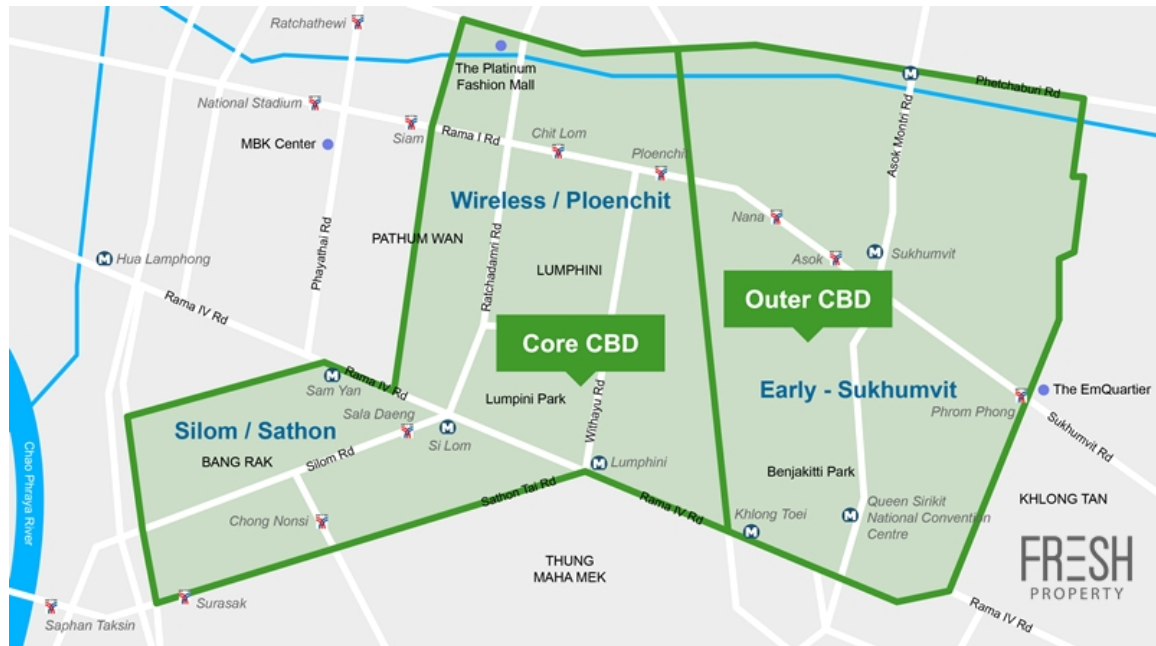 Ratchathewi
The Platinum
Fashion Mall
Phetchaburi Rd
National Stadium
MBK Center
Siam
Rama I Rd
Chit Lom
Ploenchit
Asok Montri Rd
Wireless / Ploenchit
Nana
PATHUM WAN
Phayathai Rd
Ratchadamri Rd
LUMPHINI
Asok
M
Sukhumvit
M
Hua Lamphong
Rama IV Rd
Outer CBD
Core CBD
M
Sam Yan
Rama IV Rd
Lumpini Park
Withayu Rd
Early - Sukhumvit
The EmQuartier
Phrom Phong
Sukhumvit Rd
Silom / Sathon
BANG RAK
Sala Daeng
M
Si Lom
Silom Rd
M
Lumphini
Benjakitti Park
Chao Phraya River
Sathon Tai Rd
Rama IV Rd
M
Khlong Toei
M
Queen Sirikit
National Convention
Centre
KHLONG TAN
Chong Nonsi
THUNG
MAHA MEK
FRESH
PROPERTY
Surasak
Saphan Taksin
Rama IV Rd
M